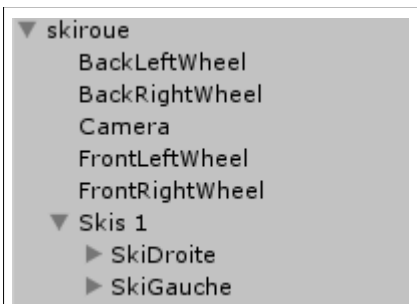 skiroue
BackLeftWheel
BackRightWheel
Camera
FrontLeftWheel
FrontRightWheel
Skis 1
SkiDroite
SkiGauche